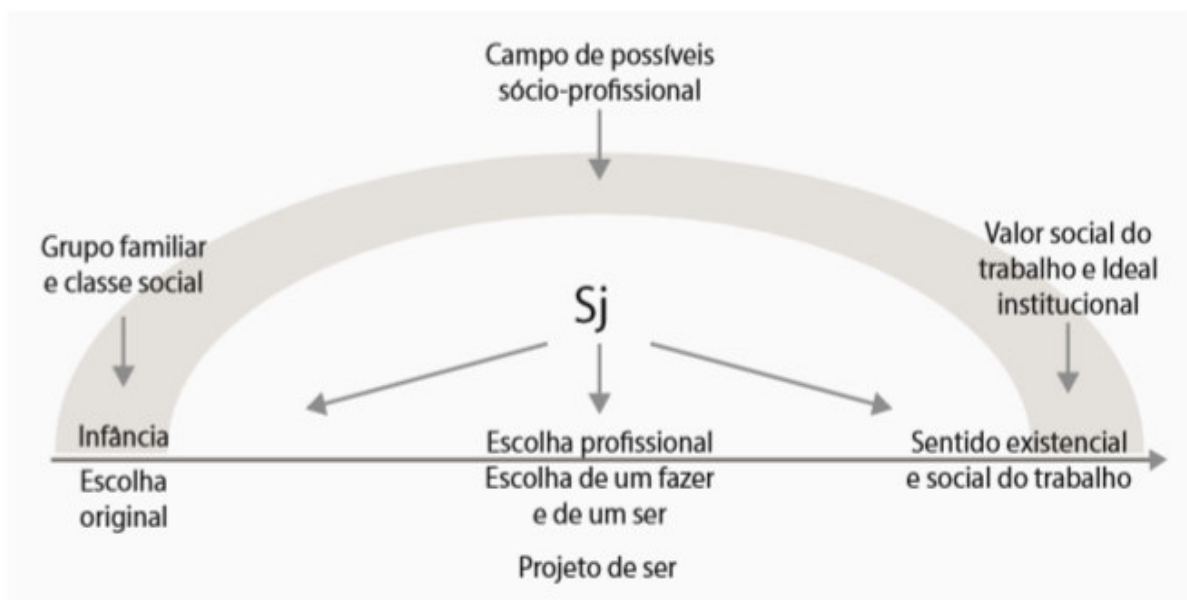 Campo de possíveis
sócio-profissional
Grupo familiar
e classe social
Valor social do
trabalho e Ideal
institucional
Sj
Infância
Escolha
original
Escolha profissional
Escolha de um fazer
e de um ser
Projeto de ser
Sentido existencial
e social do trabalho